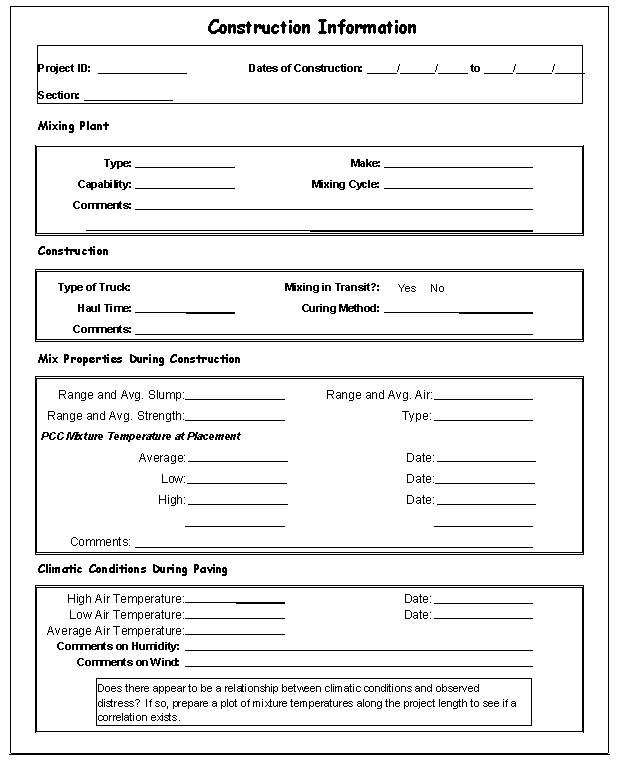 Construction Information
Project ID: Dates of Construction: / / to / /
Section:
Mixing Plant
Type: Make:
Capability: Mixing Cycle:
Comments:
Construction
Type of Truck: Mixing in Transit?: Yes No
Haul Time: Curing Method:
Comments:
Mix Properties During Construction
Range and Avg. Slump: Range and Avg. Air:
Range and Avg. Strength: Type:
PCC Mixture Temperature at Placement
Average: Date:
Low: Date:
High: Date:
Comments:
Climatic Conditions During Paving
High Air Temperature: Date:
Low Air Temperature: Date:
Average Air Temperature:
Comments on Humidity:
Comments on Wind:
Does there appear to be a relationship between climatic conditions and observed
distress? If so, prepare a plot of mixture temperatures along the project length to see if a
correlation exists.